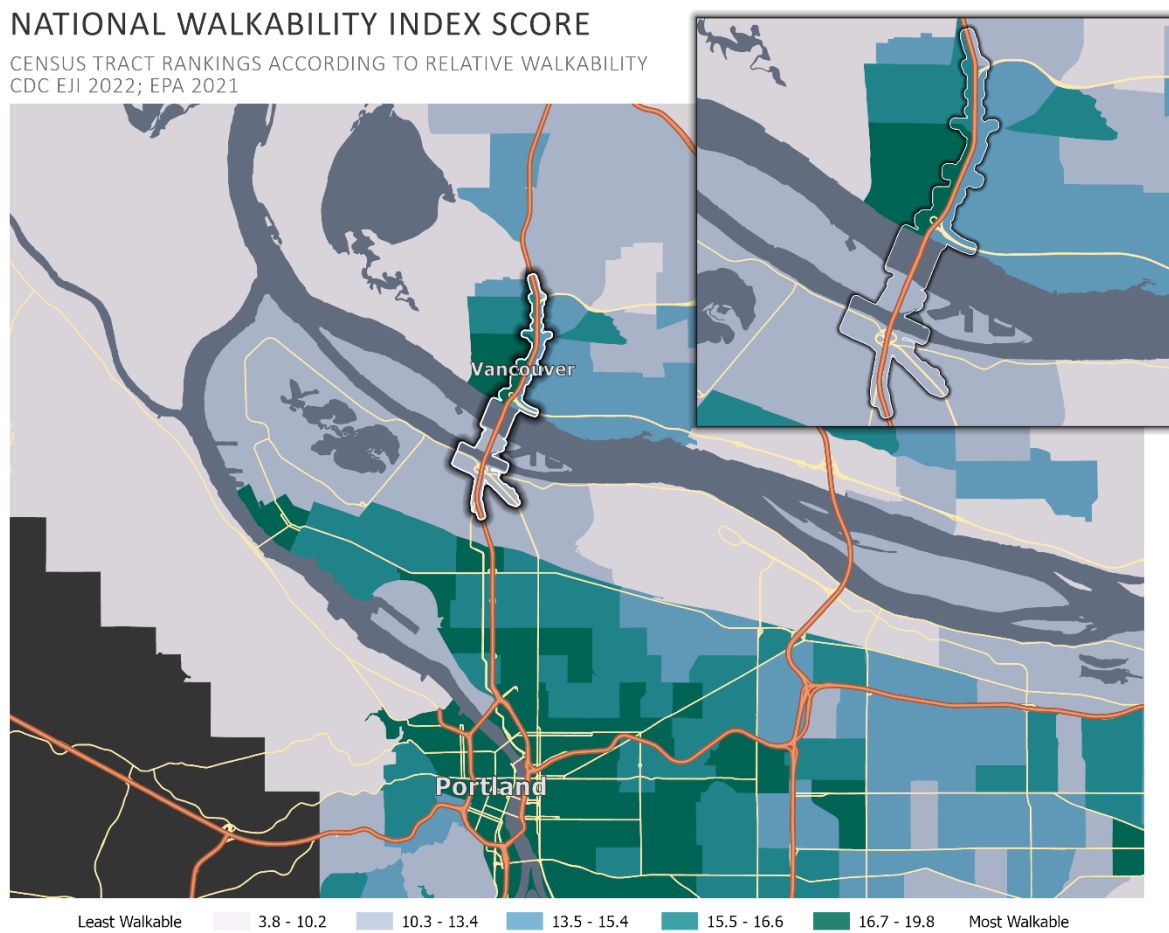 NATIONAL WALKABILITY INDEX SCORE
CENSUS TRACT RANKINGS ACCORDING TO RELATIVE WALKABILITY
CDC EJI 2022; EPA 2021
Vancouver
Portland
Least Walkable 3.8 - 10.2 10.3 - 13.4 13.5 - 15.4 15.5 - 16.6 16.7 - 19.8 Most Walkable